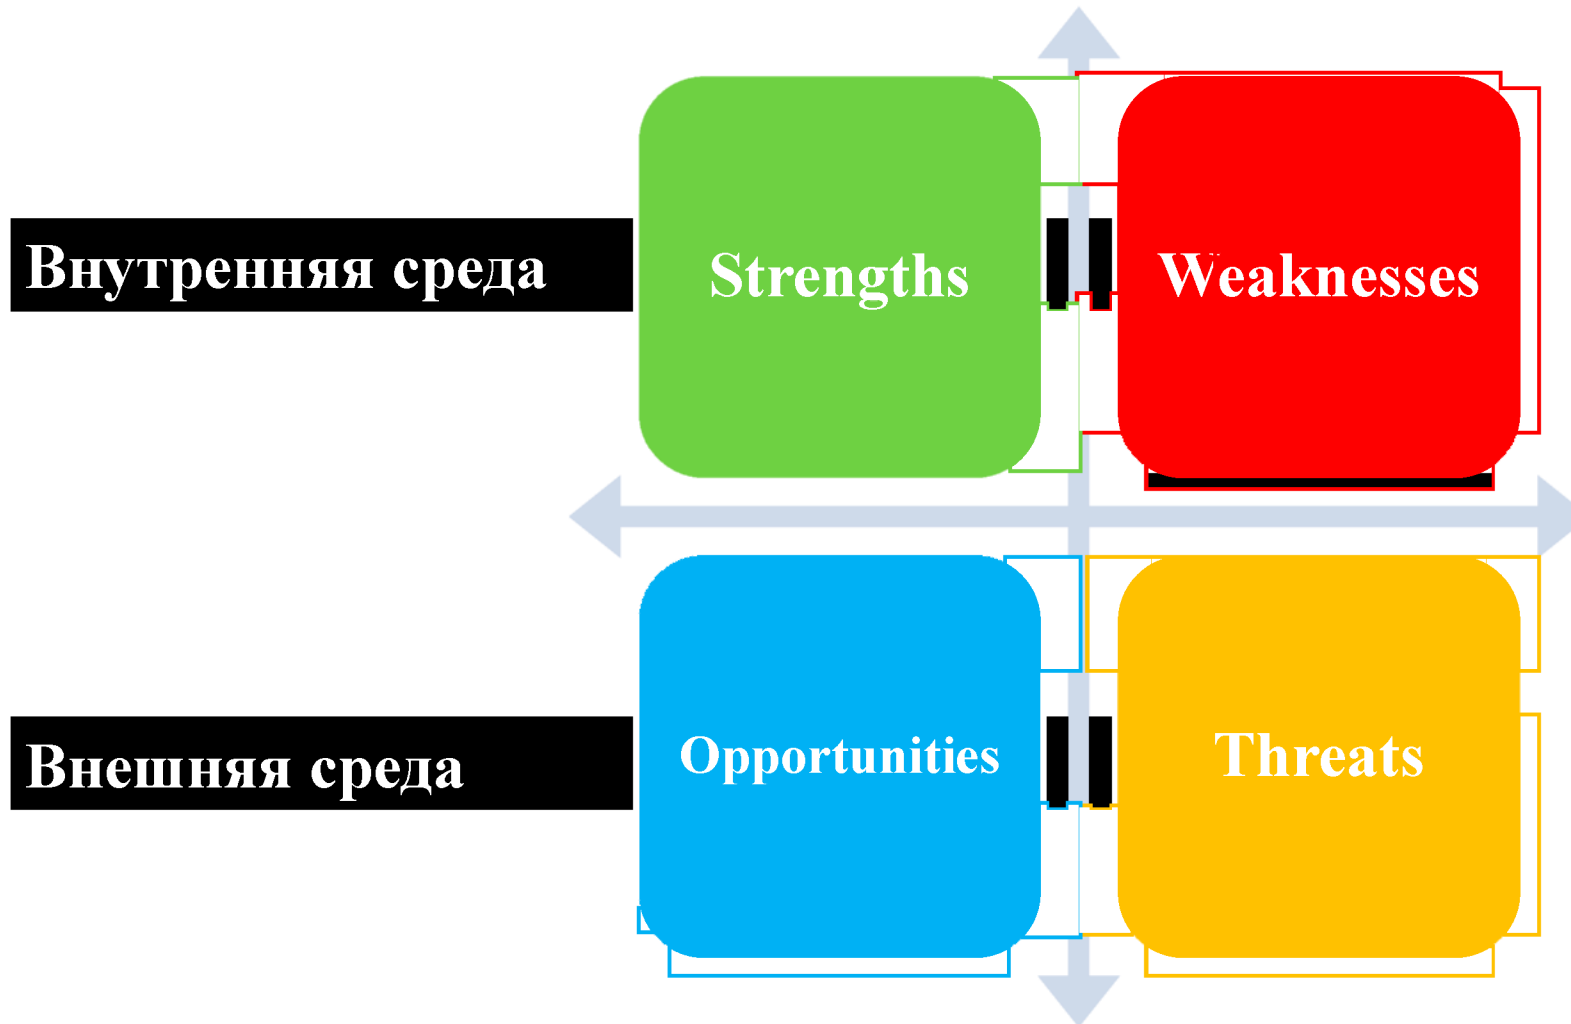 Внутренняя среда
Strengths
Weaknesses
Внешняя среда
Opportunities
Threats